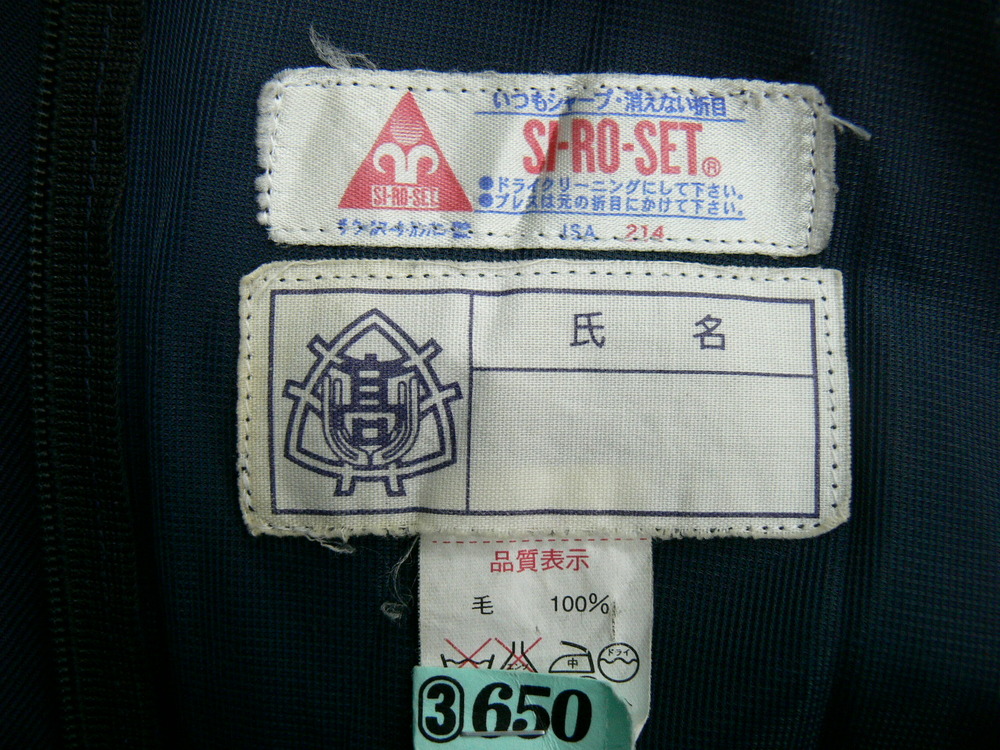 いつもシャープ・消えない折目
SI-RO-SET®
SI-RO-SET
●ドライクリーニングにして下さい。
●プレスは元の折目にかけて下さい。
JSA 214
氏名
高
品質表示
毛 100%
中
ドライ
③650